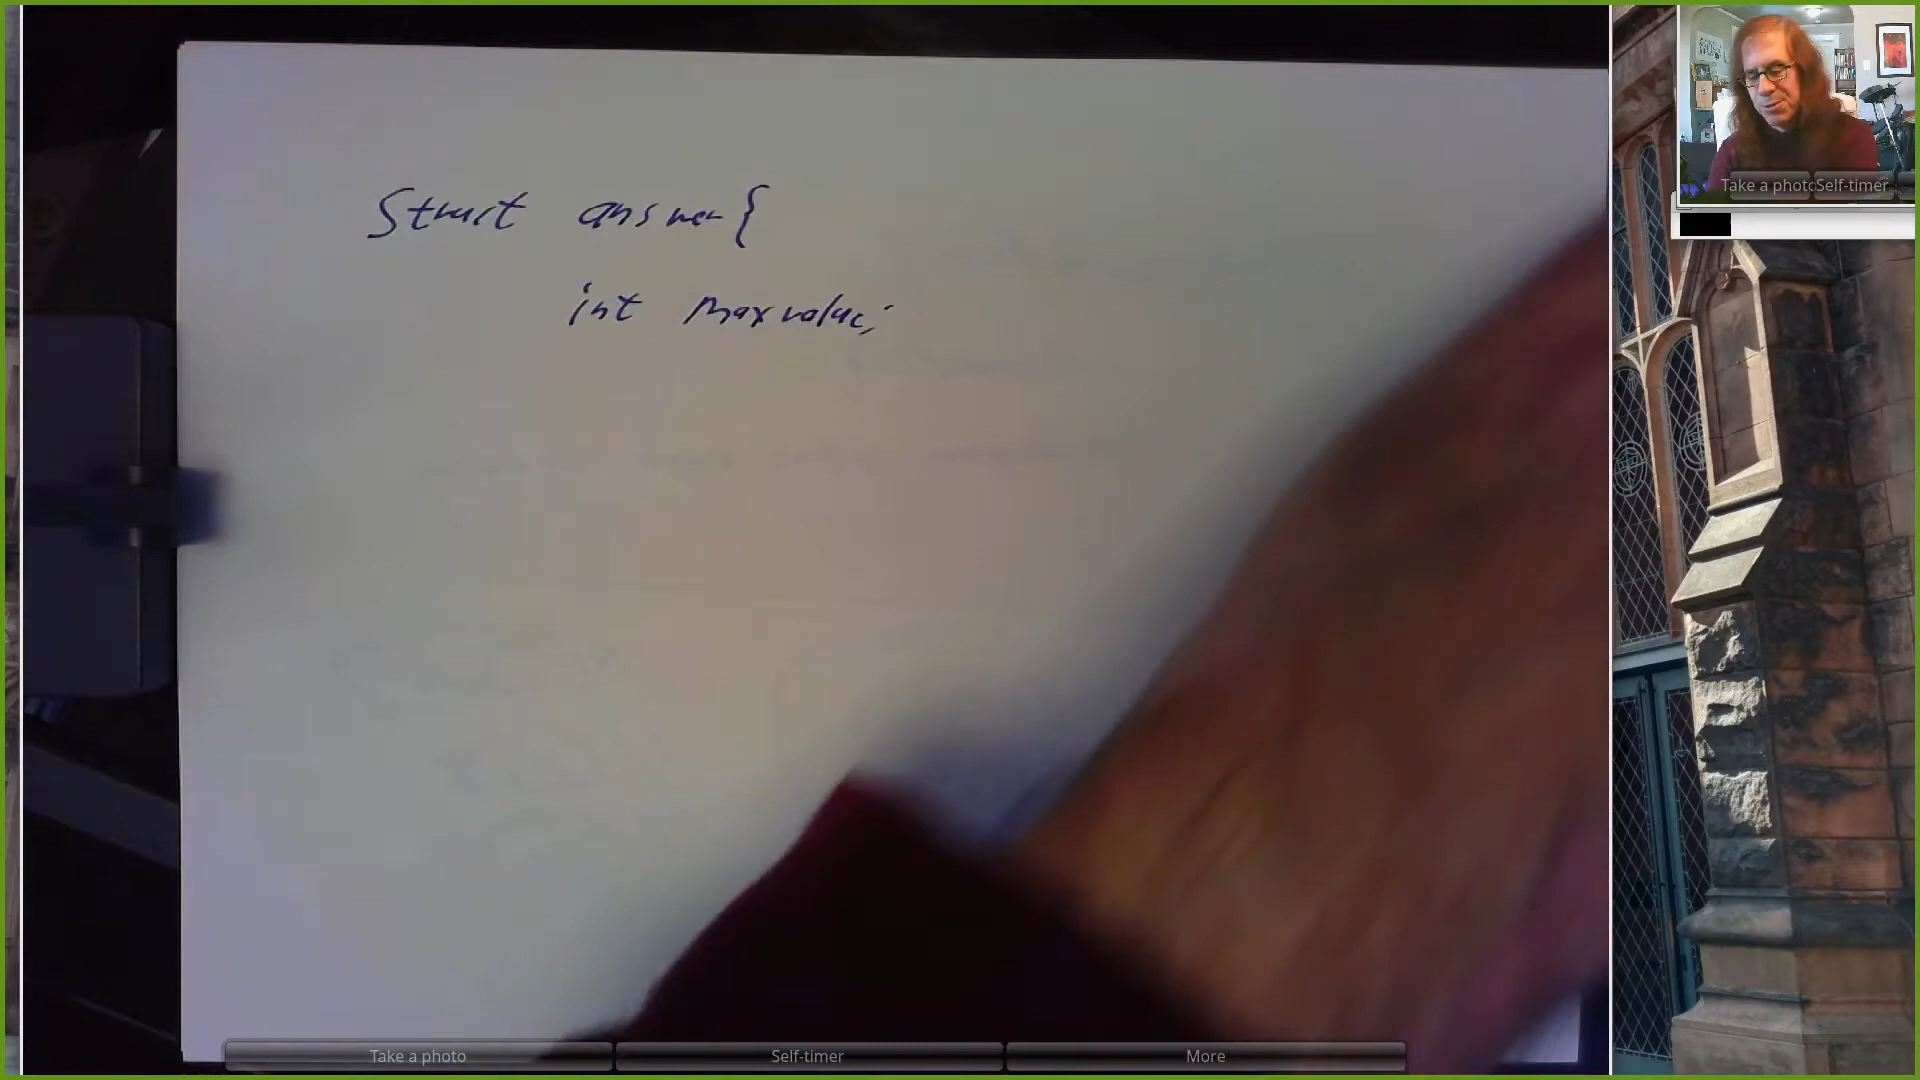 Struct answer{
int maxvalue;
Take a photo Self-timer
Take a photo Self-timer More